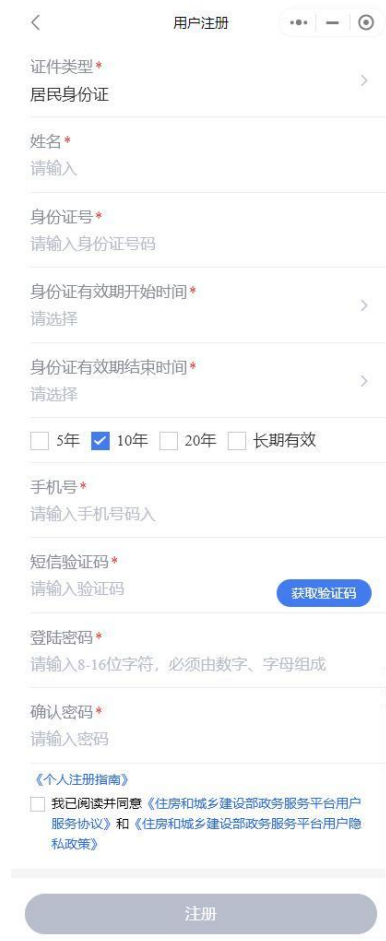 用户注册
证件类型*
居民身份证
姓名*
请输入
身份证号*
请输入身份证号码
身份证有效期开始时间*
请选择
身份证有效期结束时间*
请选择
5年 10年 20年 长期有效
手机号*
请输入手机号码入
短信验证码*
请输入验证码
获取验证码
登陆密码*
请输入8-16位字符，必须由数字、字母组成
确认密码*
请输入密码
《个人注册指南》
我已阅读并同意《住房和城乡建设部政务服务平台用户
服务协议》和《住房和城乡建设部政务服务平台用户隐
私政策》
注册